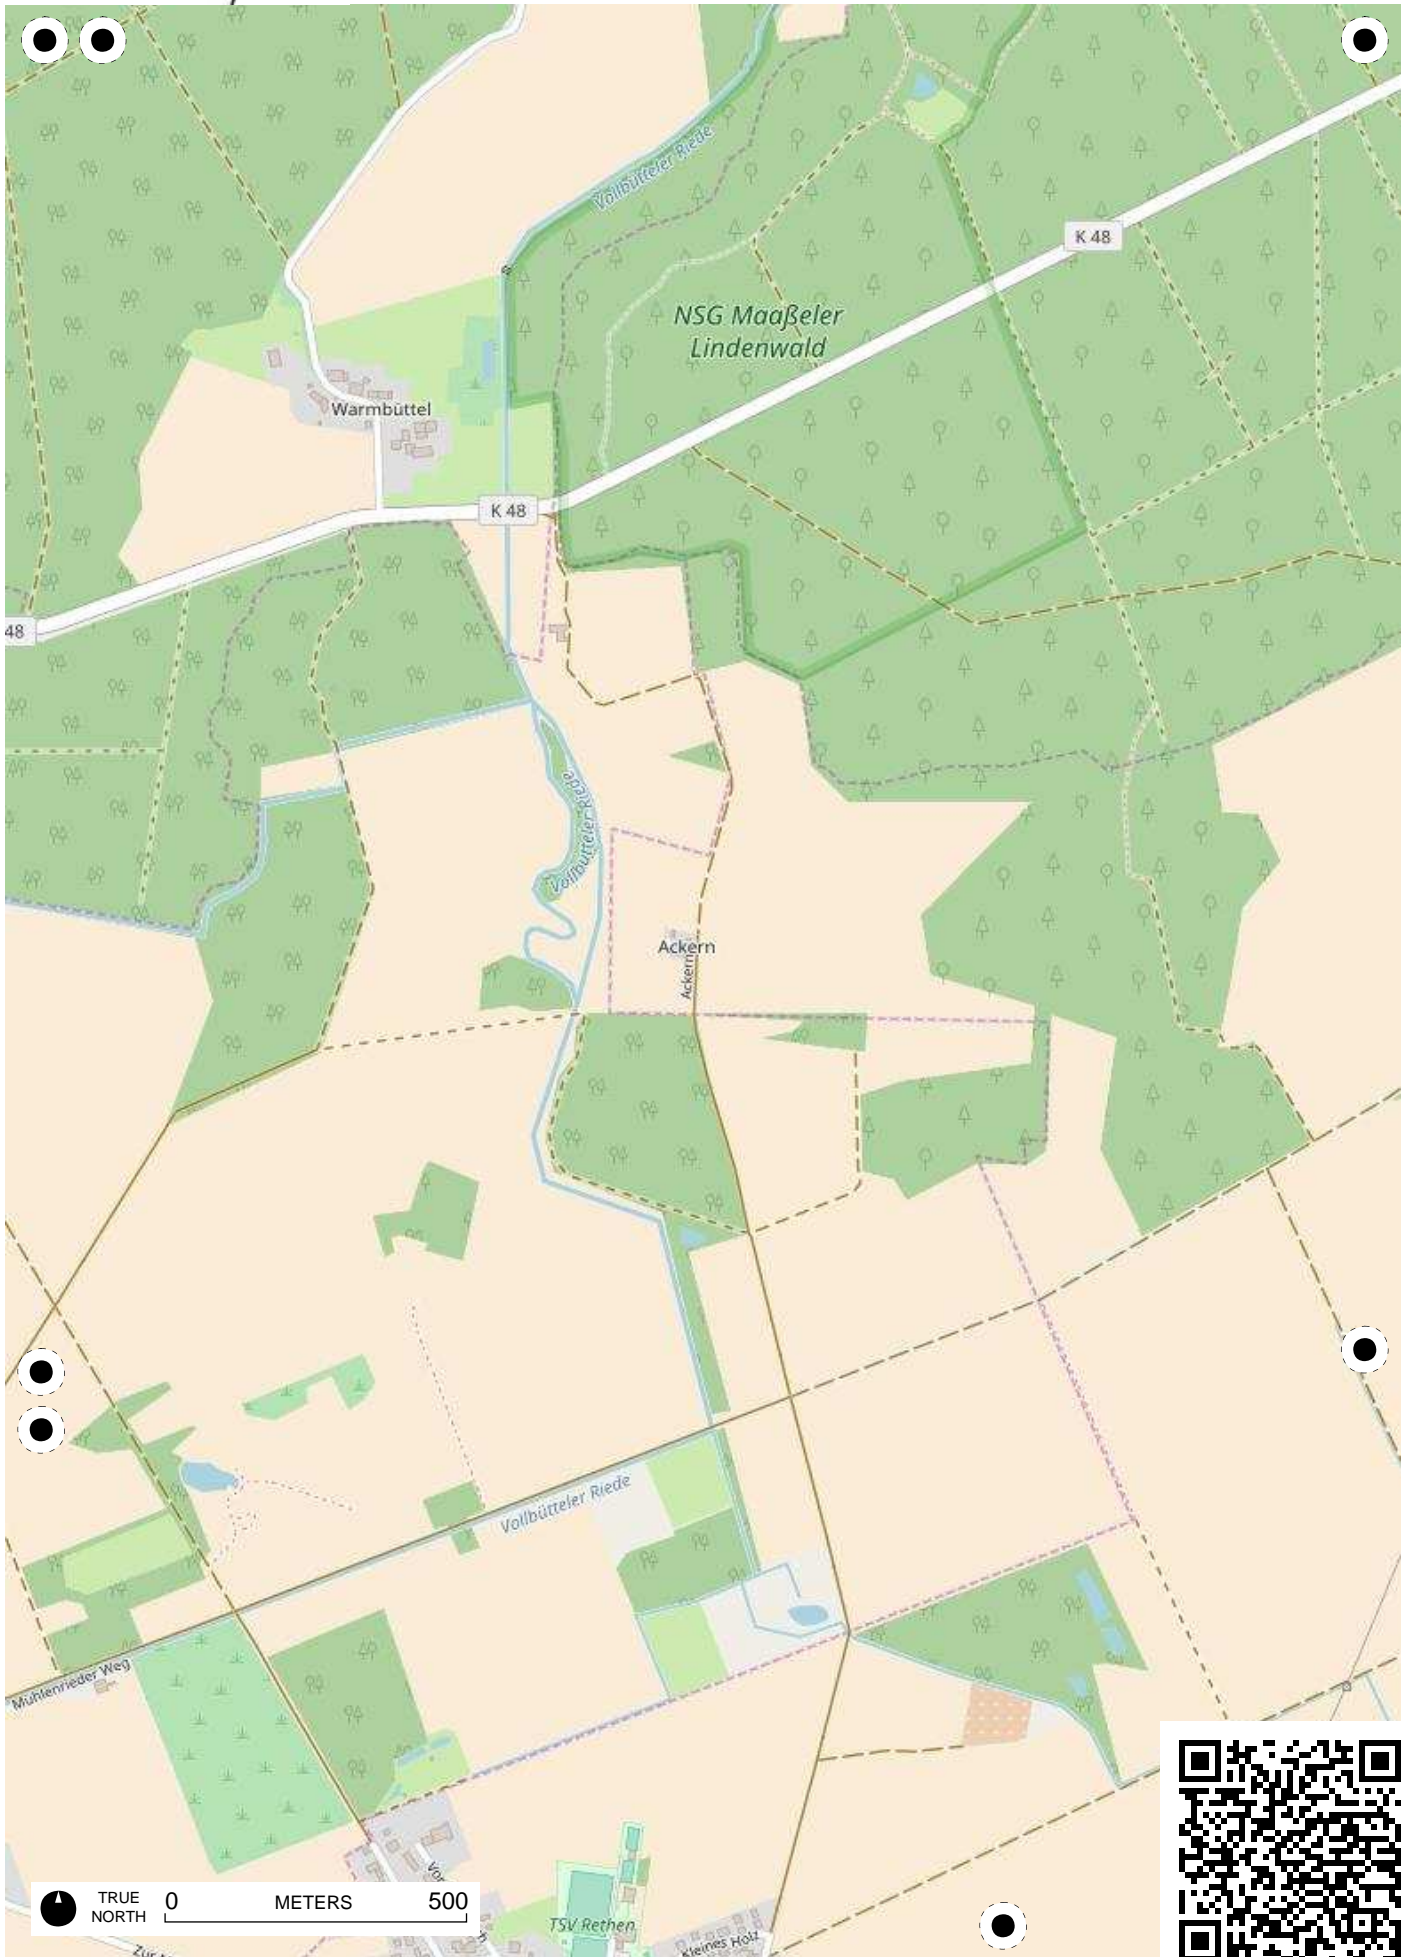 Vollbütteler Riede
K 48
NSG Maaßeler
Lindenwald
Warmbüttel
K 48
48
Vollbütteler Riede
Ackern
Ackern
Vollbütteler Riede
Mühlenrieder Weg
TRUE
NORTH
0 METERS 500
TSV Rethen
Kleines Holz